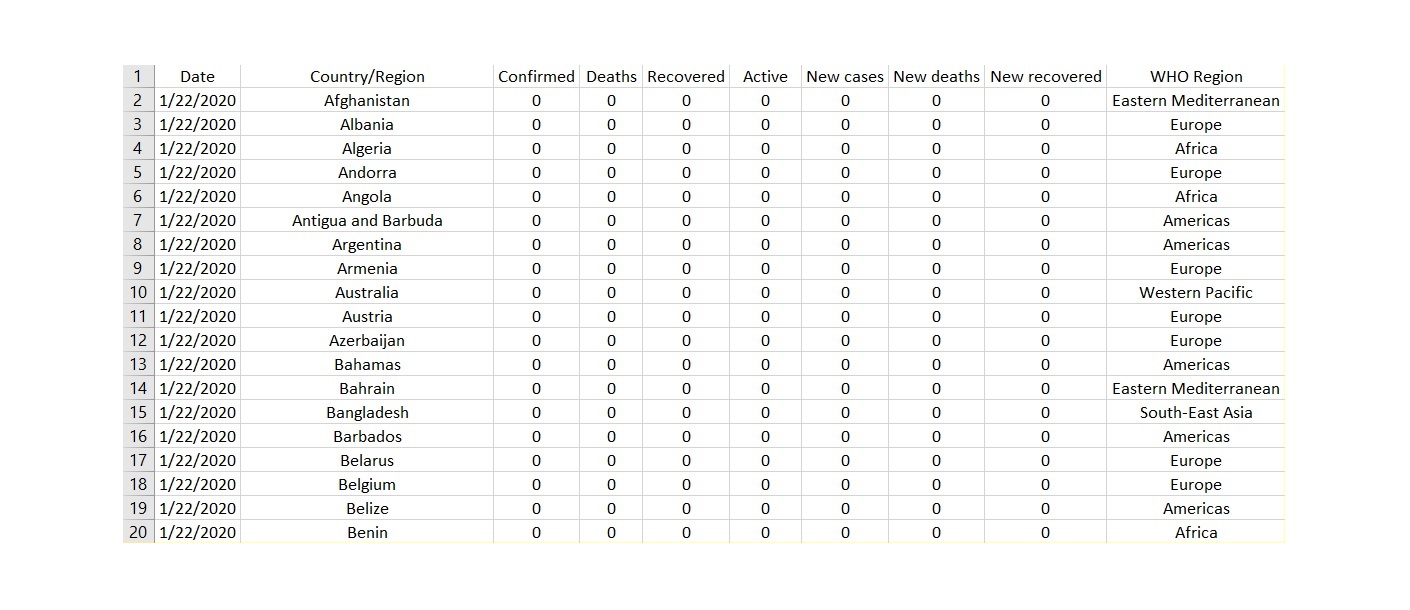 1 Date Country/Region Confirmed Deaths Recovered Active New cases New deaths New recovered WHO Region
2 1/22/2020 Afghanistan 0 0 0 0 0 0 0 Eastern Mediterranean
3 1/22/2020 Albania 0 0 0 0 0 0 0 Europe
4 1/22/2020 Algeria 0 0 0 0 0 0 0 Africa
5 1/22/2020 Andorra 0 0 0 0 0 0 0 Europe
6 1/22/2020 Angola 0 0 0 0 0 0 0 Africa
7 1/22/2020 Antigua and Barbuda 0 0 0 0 0 0 0 Americas
8 1/22/2020 Argentina 0 0 0 0 0 0 0 Americas
9 1/22/2020 Armenia 0 0 0 0 0 0 0 Europe
10 1/22/2020 Australia 0 0 0 0 0 0 0 Western Pacific
11 1/22/2020 Austria 0 0 0 0 0 0 0 Europe
12 1/22/2020 Azerbaijan 0 0 0 0 0 0 0 Europe
13 1/22/2020 Bahamas 0 0 0 0 0 0 0 Americas
14 1/22/2020 Bahrain 0 0 0 0 0 0 0 Eastern Mediterranean
15 1/22/2020 Bangladesh 0 0 0 0 0 0 0 South-East Asia
16 1/22/2020 Barbados 0 0 0 0 0 0 0 Americas
17 1/22/2020 Belarus 0 0 0 0 0 0 0 Europe
18 1/22/2020 Belgium 0 0 0 0 0 0 0 Europe
19 1/22/2020 Belize 0 0 0 0 0 0 0 Americas
20 1/22/2020 Benin 0 0 0 0 0 0 0 Africa